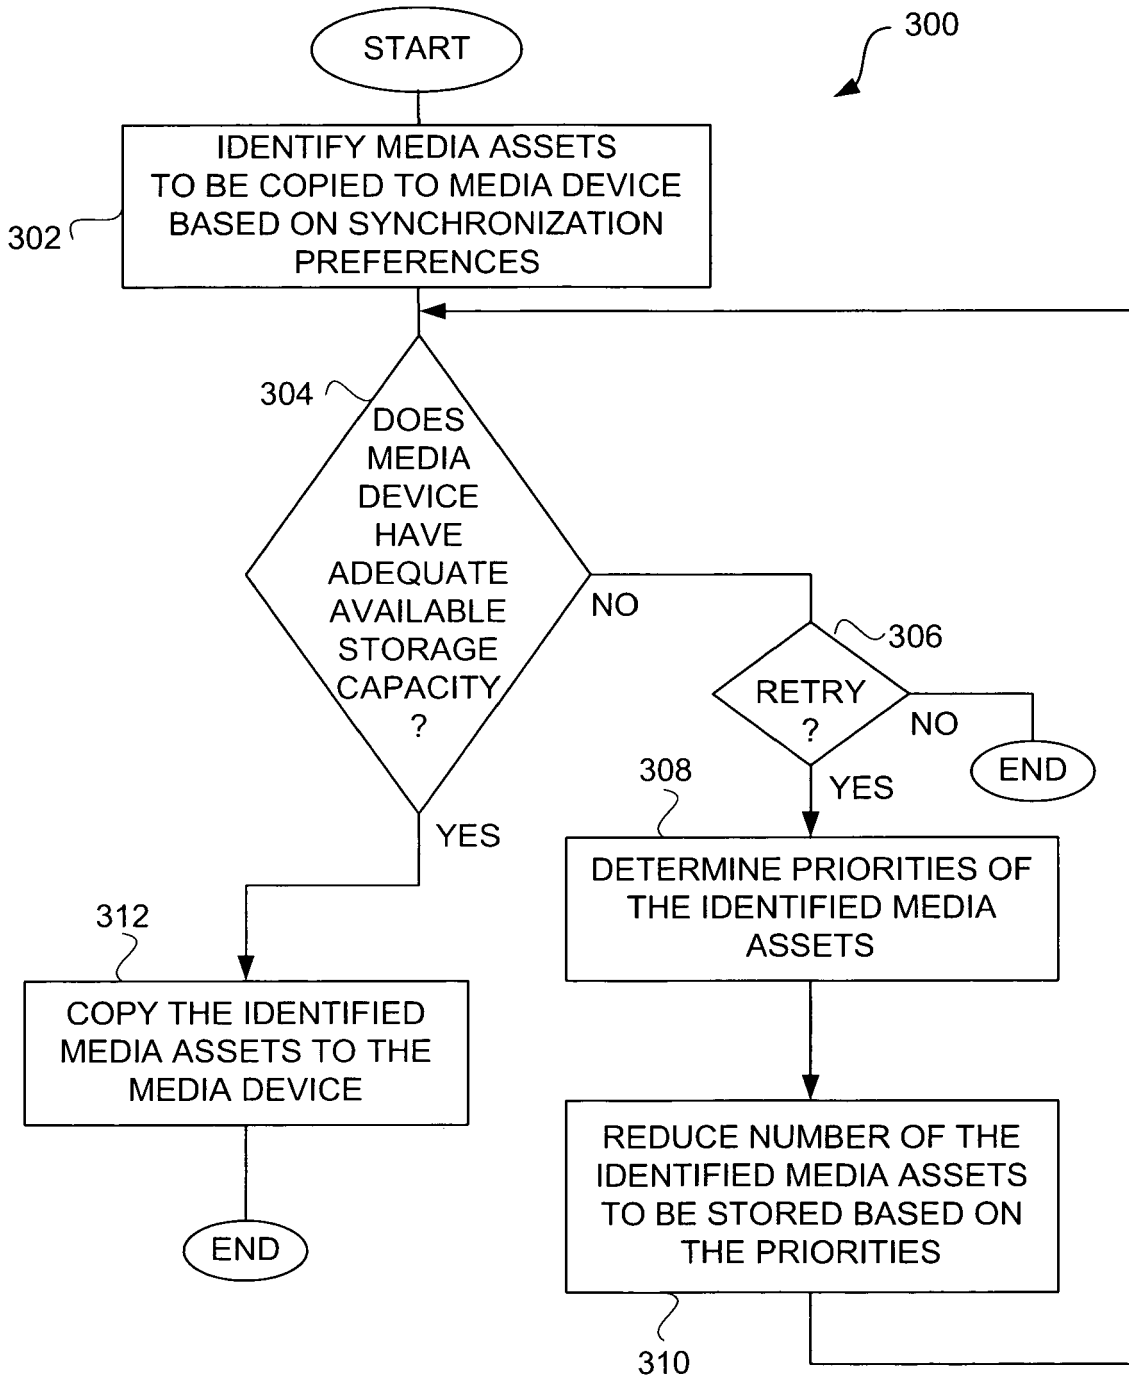 300
START
302
IDENTIFY MEDIA ASSETS
TO BE COPIED TO MEDIA DEVICE
BASED ON SYNCHRONIZATION
PREFERENCES
304
DOES
MEDIA
DEVICE
HAVE
ADEQUATE
AVAILABLE
STORAGE
CAPACITY
?
NO
306
RETRY
?
NO
END
YES
308
DETERMINE PRIORITIES OF
THE IDENTIFIED MEDIA
ASSETS
REDUCE NUMBER OF THE
IDENTIFIED MEDIA ASSETS
TO BE STORED BASED ON
THE PRIORITIES
310
YES
312
COPY THE IDENTIFIED
MEDIA ASSETS TO THE
MEDIA DEVICE
END